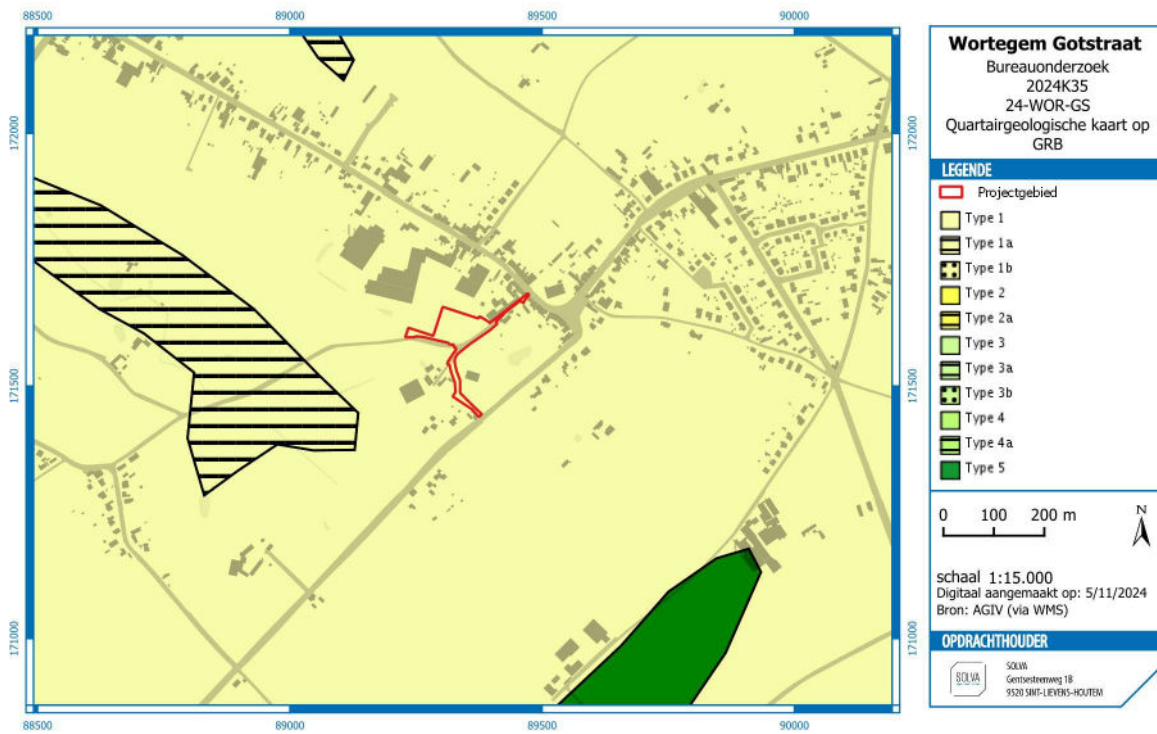 88500 89000 89500 90000
172000 172000
171500 171500
171000 171000
88500 89000 89500 90000
Wortegem Gotstraat
Bureauonderzoek
2024K35
24-WOR-GS
Quartairgeologische kaart op
GRB
LEGENDE
Projectgebied
Type 1
Type 1a
Type 1b
Type 2
Type 2a
Type 3
Type 3a
Type 3b
Type 4
Type 4a
Type 5
0 100 200 m
N
schaal 1:15.000
Digitaal aangemaakt op: 5/11/2024
Bron: AGIV (via WMS)
OPDRACHTHOUDER
SOLVA
SOLVA
Gentsesteenweg 1B
9520 SINT-LIEVENS-HOUTEM